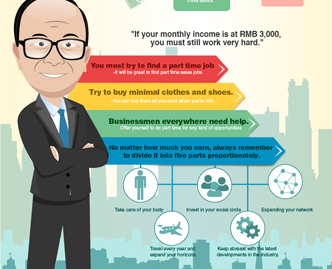 Offer details.
"If your monthly income is at RMB 3,000,
you must still work very hard."
You must try to find a part time job
-it will be great to find part time sales jobs
Try to buy minimal clothes and shoes.
- You can buy them all you want when you're rich.
Businessmen everywhere need help.
Offer yourself to do part time for any kind of opportunities
No matter how much you earn, always remember
to divide it into five parts proportionately.
Take care of your body
Invest in your social circle
Expanding your network
Travel every year and
expand your horizons.
Keep abreast with the latest
developments in the industry.